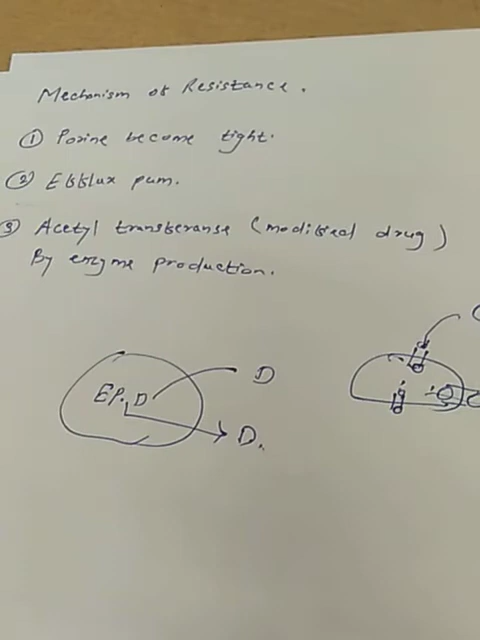 Mechanism of Resistance.
① Porine become tight.
② Efflux pum.
③ Acetyl transferanse (modified drug)
By enzyme production.
EP. D D
D.